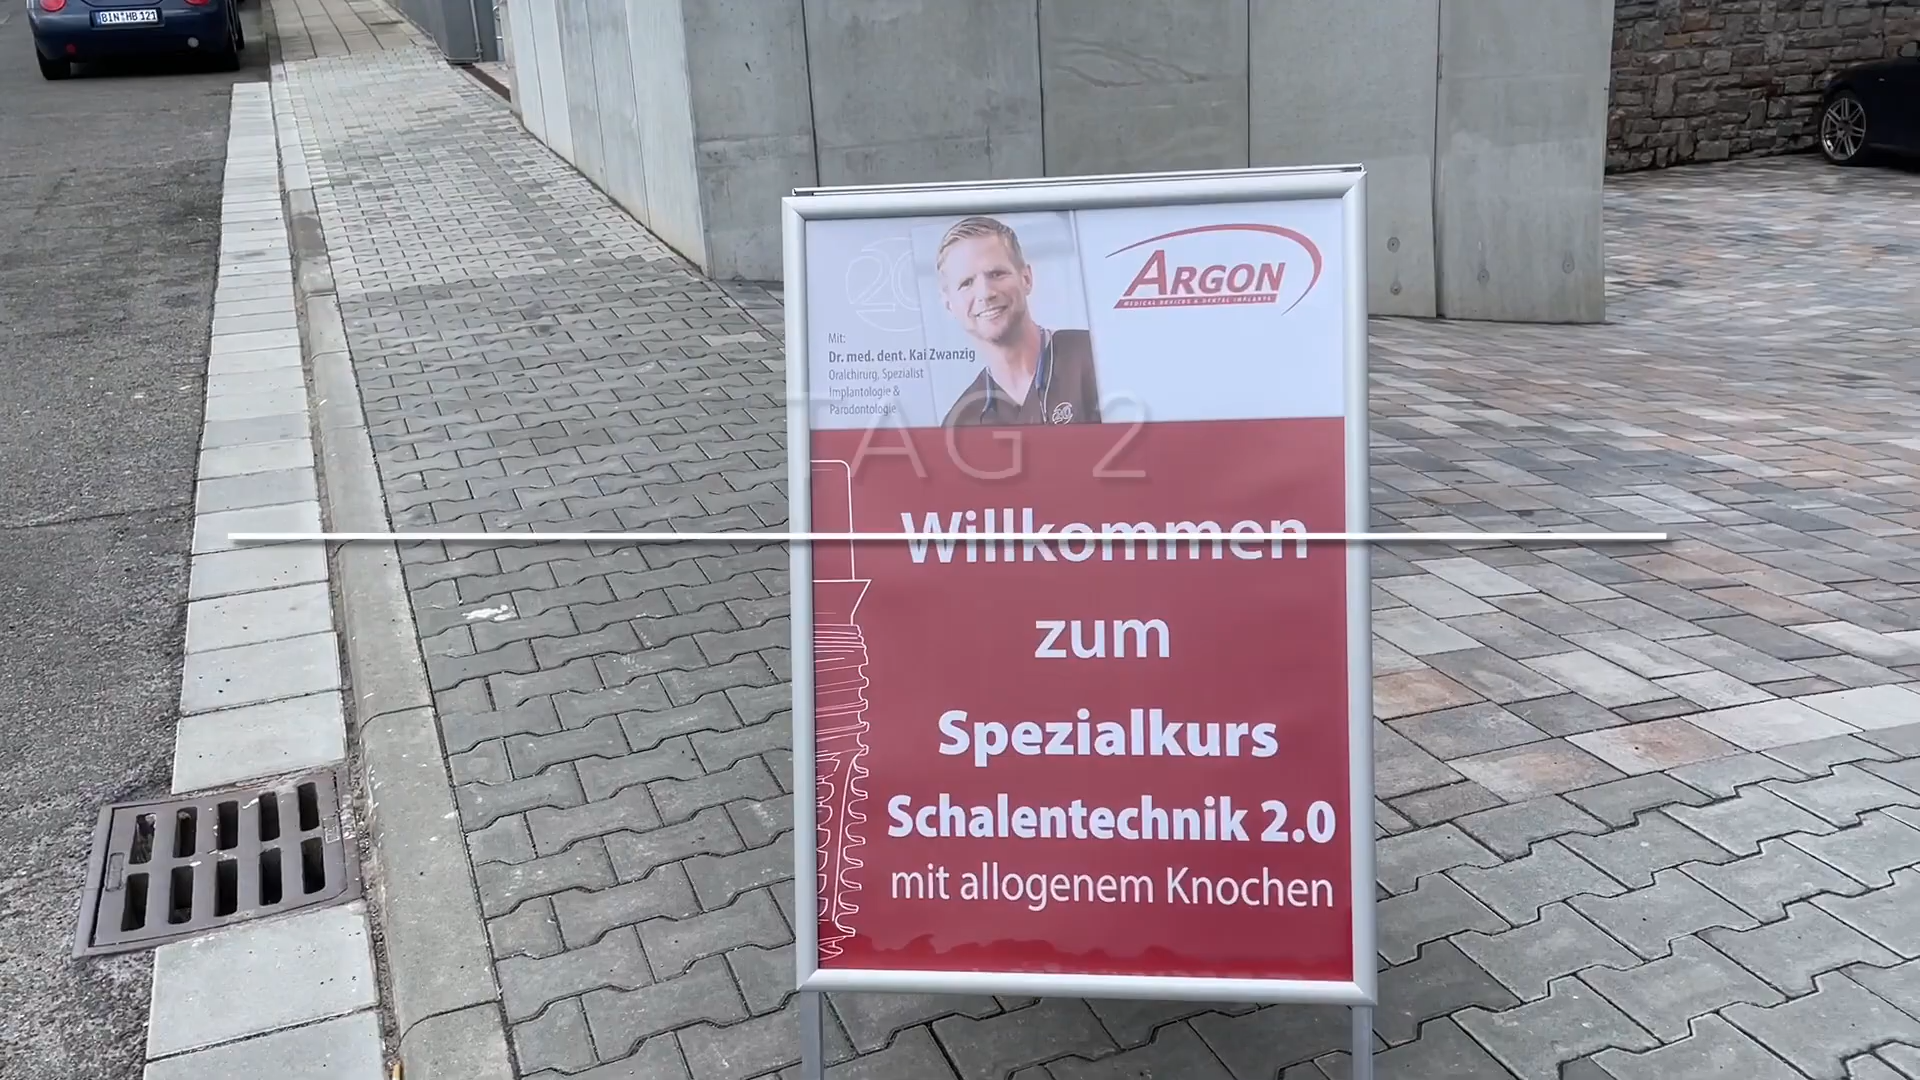 BIN HB 121
ARGON
MEDICAL DEVICES & DENTAL IMPLANTS
Mit:
Dr. med. dent. Kai Zwanzig
Oralchirurg, Spezialist
Implantologie &
Parodontologie
TAG 2
Willkommen
zum
Spezialkurs
Schalentechnik 2.0
mit allogenem Knochen